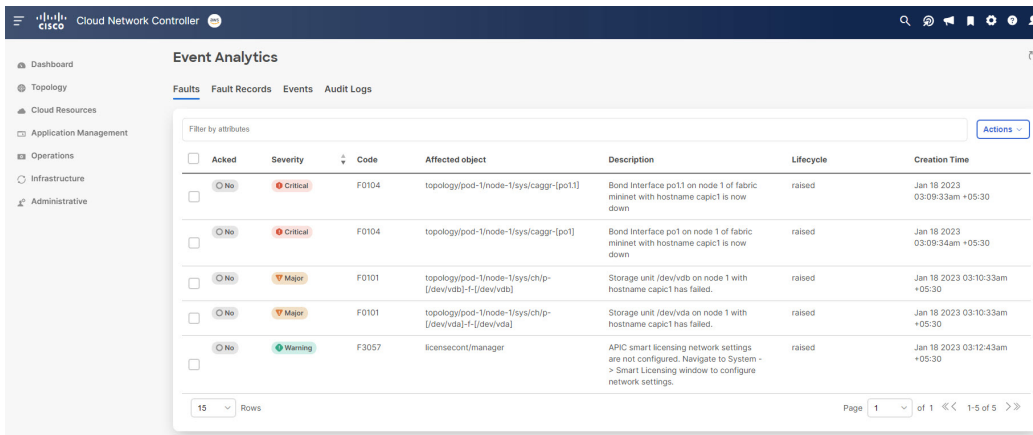 CISCO Cloud Network Controller aws
Dashboard
Topology
Cloud Resources
Application Management
Operations
Infrastructure
Administrative
Event Analytics
Faults Fault Records Events Audit Logs
Filter by attributes
Actions
Acked Severity Code Affected object Description Lifecycle Creation Time
No Critical F0104 topology/pod-1/node-1/sys/caggr-[po1.1] Bond Interface po1.1 on node 1 of fabric raised Jan 18 2023
mininet with hostname capic1 is now 03:09:33am +05:30
down
No Critical F0104 topology/pod-1/node-1/sys/caggr-[po1] Bond Interface po1 on node 1 of fabric raised Jan 18 2023
mininet with hostname capic1 is now 03:09:34am +05:30
down
No Major F0101 topology/pod-1/node-1/sys/ch/p- Storage unit /dev/vdb on node 1 with raised Jan 18 2023 03:10:33am
[/dev/vdb]-f-[/dev/vdb] hostname capic1 has failed. +05:30
No Major F0101 topology/pod-1/node-1/sys/ch/p- Storage unit /dev/vda on node 1 with raised Jan 18 2023 03:10:33am
[/dev/vda]-f-[/dev/vda] hostname capic1 has failed. +05:30
No Warning F3057 licensecont/manager APIC smart licensing network settings raised Jan 18 2023 03:12:43am
are not configured. Navigate to System - +05:30
> Smart Licensing window to configure
network settings.
15 Rows Page 1 of 1 1-5 of 5